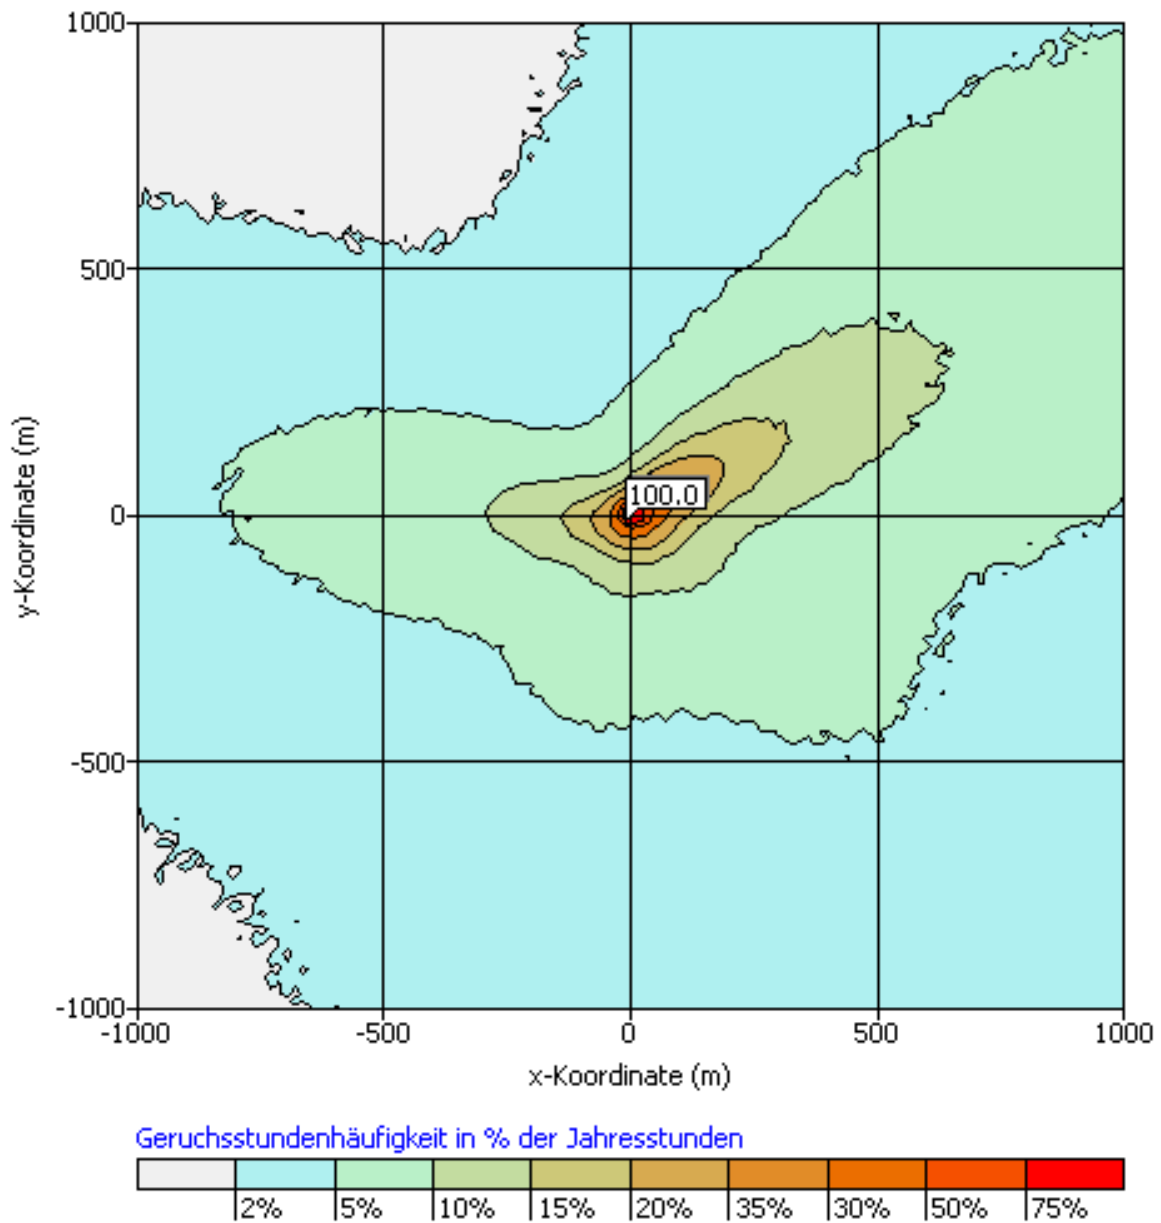 1000
500
100.0
0
-500
-1000
-1000 -500 0 500 1000
y-Koordinate (m)
x-Koordinate (m)
Geruchsstundenhäufigkeit in % der Jahresstunden
2% 5% 10% 15% 20% 35% 30% 50% 75%